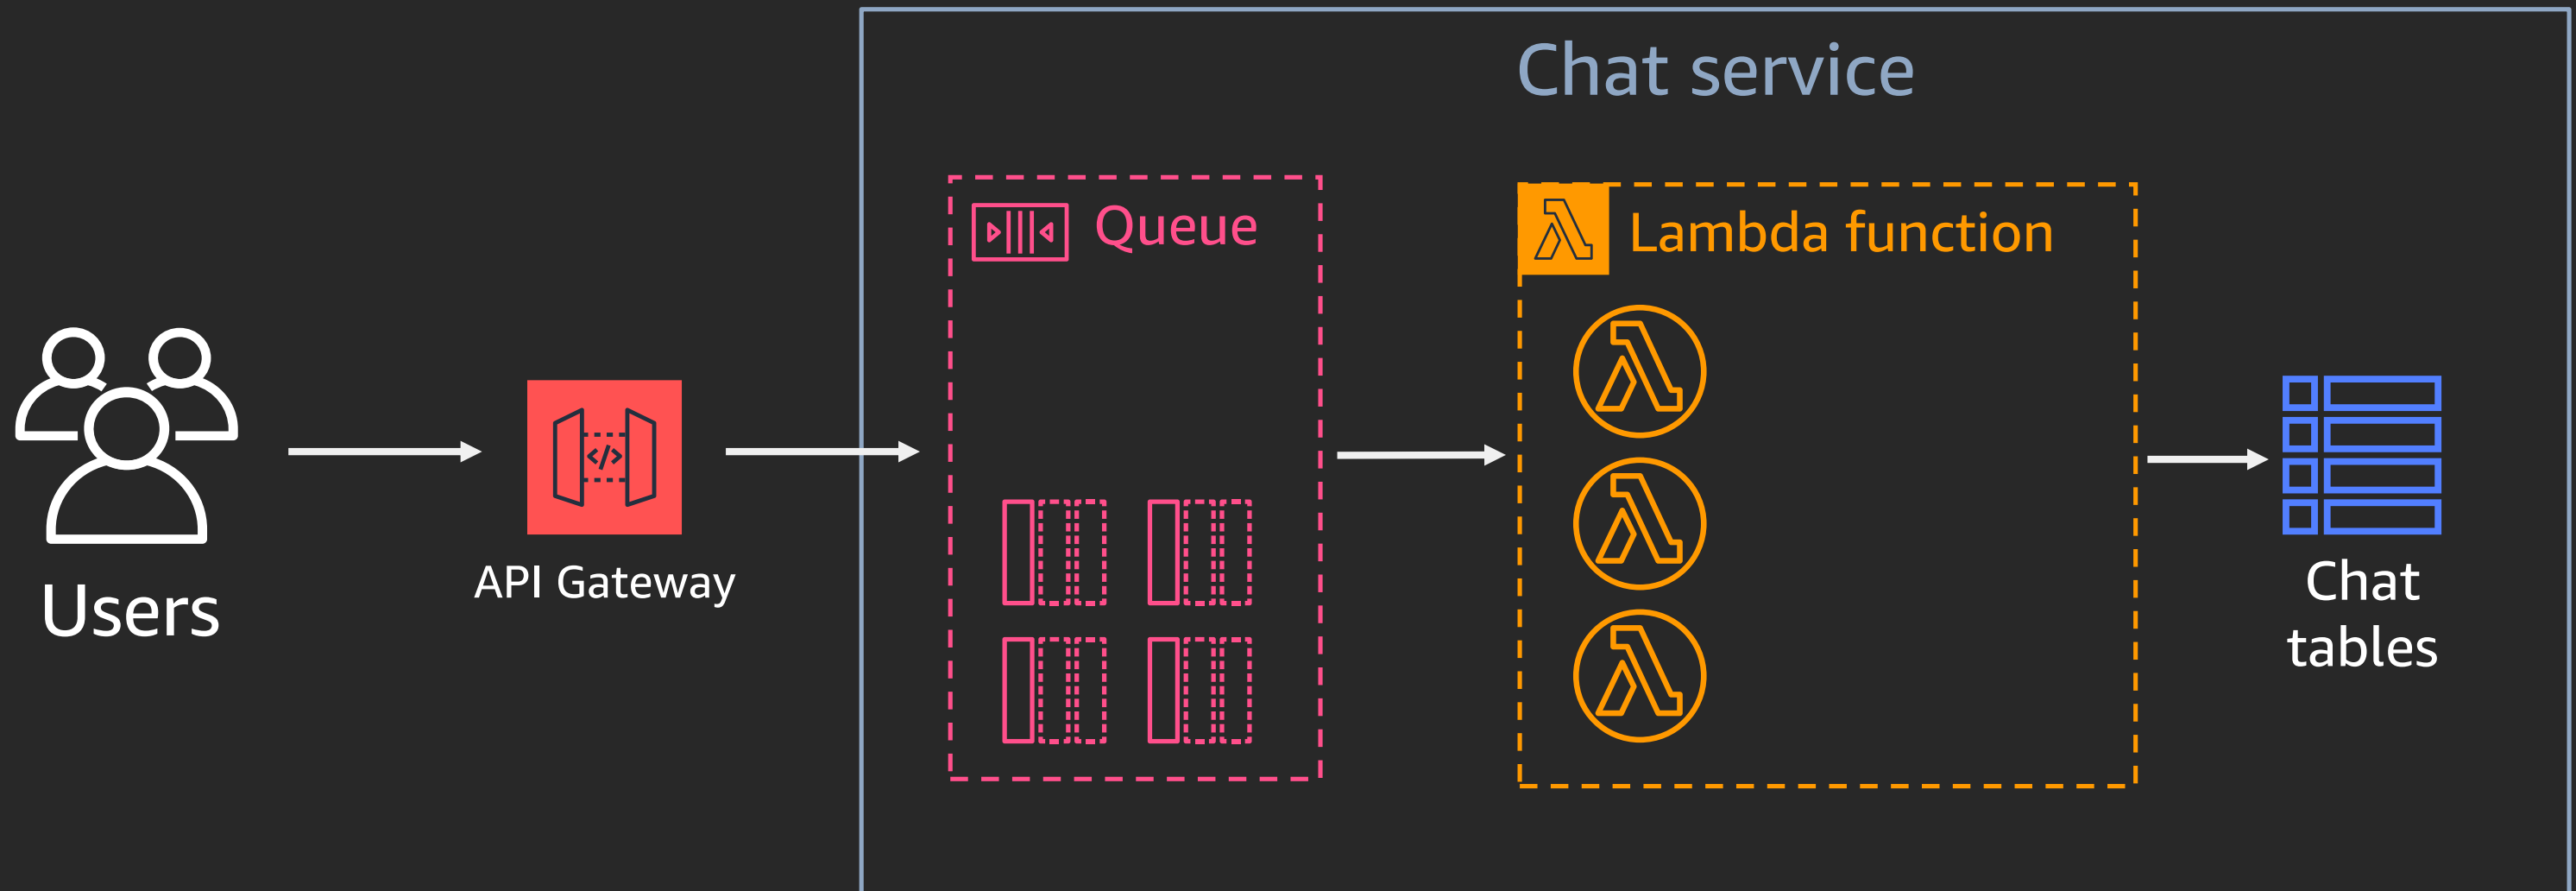 Chat service
Queue
Lambda function
Users
API Gateway
Chat
tables